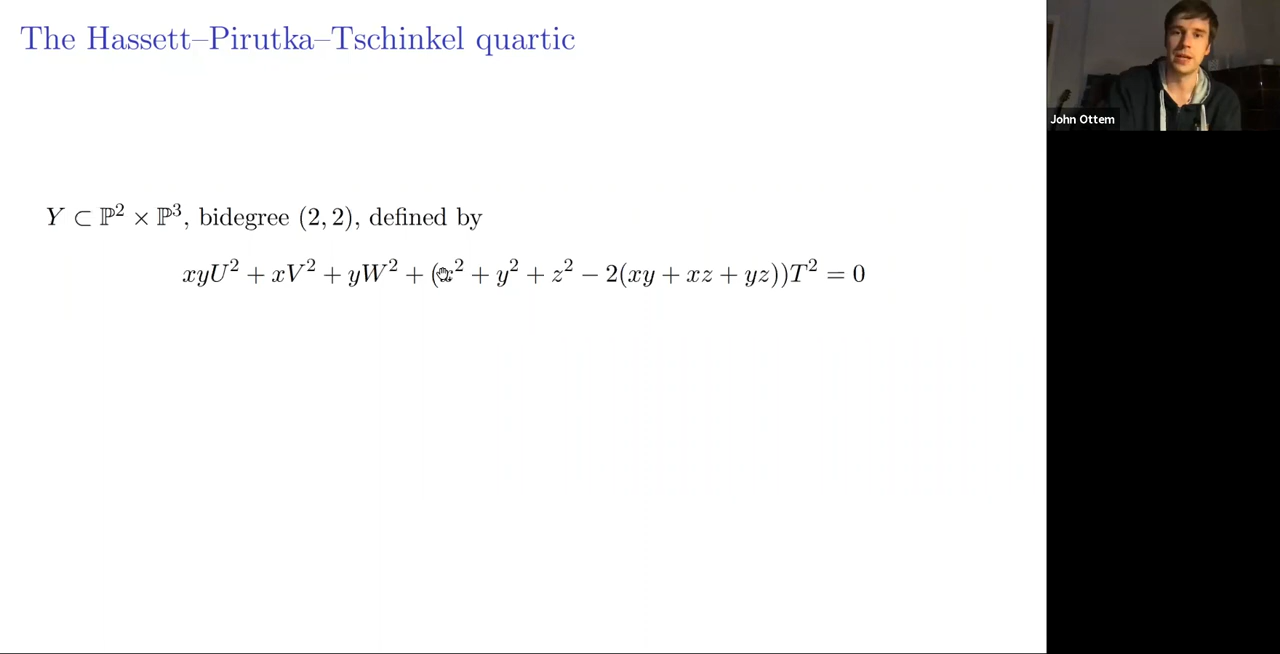 The Hassett–Pirutka–Tschinkel quartic
John Ottem
Y ⊂ ℙ² × ℙ³, bidegree (2, 2), defined by
xyU² + xV² + yW² + (x² + y² + z² − 2(xy + xz + yz))T² = 0